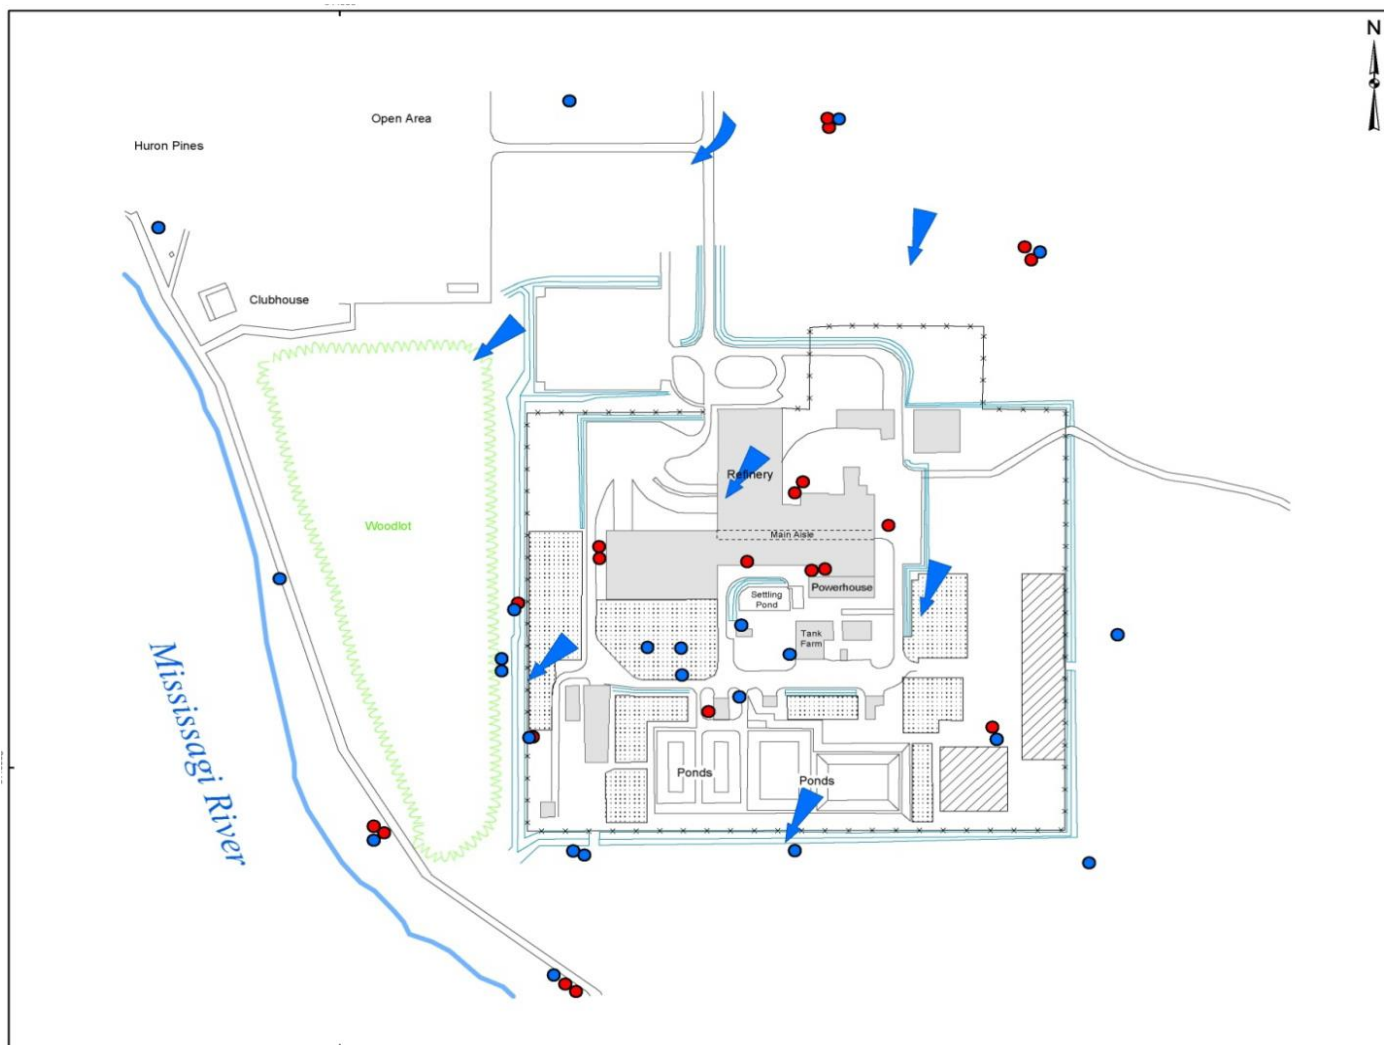 N
Open Area
Huron Pines
Clubhouse
Refinery
Woodlot
Main Aisle
Powerhouse
Settling
Pond
Tank
Farm
Mississagi River
Ponds
Ponds